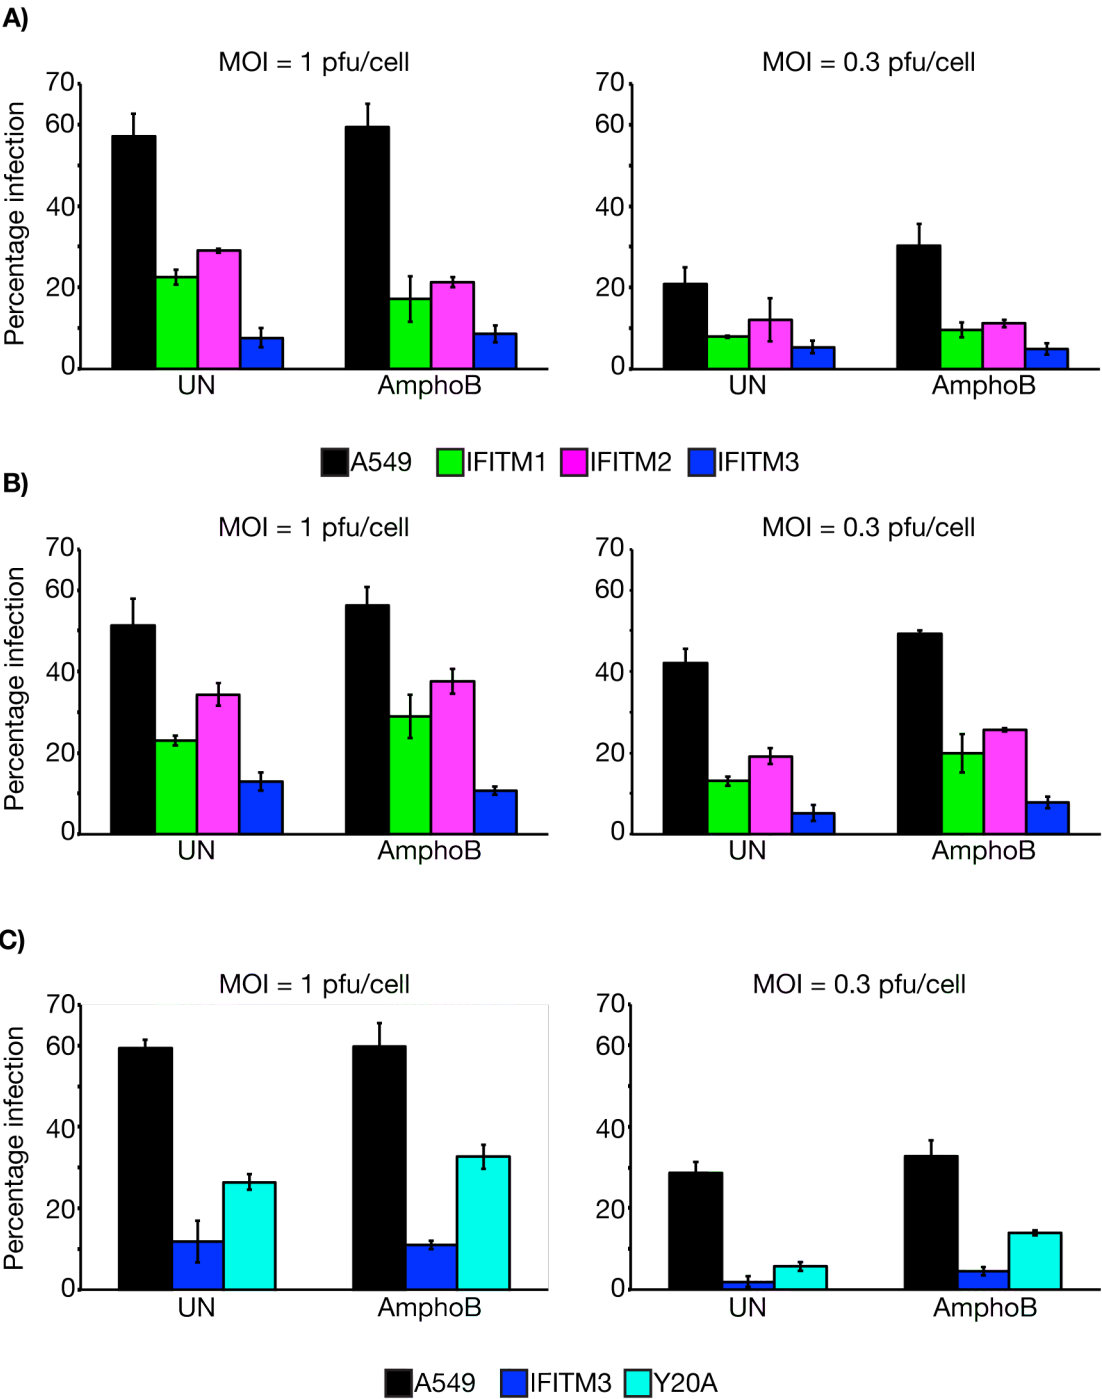 A)
MOI = 1 pfu/cell
MOI = 0.3 pfu/cell
Percentage infection
70
60
40
20
0
UN
AmphoB
70
60
40
20
0
UN
AmphoB
A549
IFITM1
IFITM2
IFITM3
B)
MOI = 1 pfu/cell
MOI = 0.3 pfu/cell
Percentage infection
70
60
40
20
0
UN
AmphoB
70
60
40
20
0
UN
AmphoB
C)
MOI = 1 pfu/cell
MOI = 0.3 pfu/cell
Percentage infection
70
60
40
20
0
UN
AmphoB
70
60
40
20
0
UN
AmphoB
A549
IFITM3
Y20A